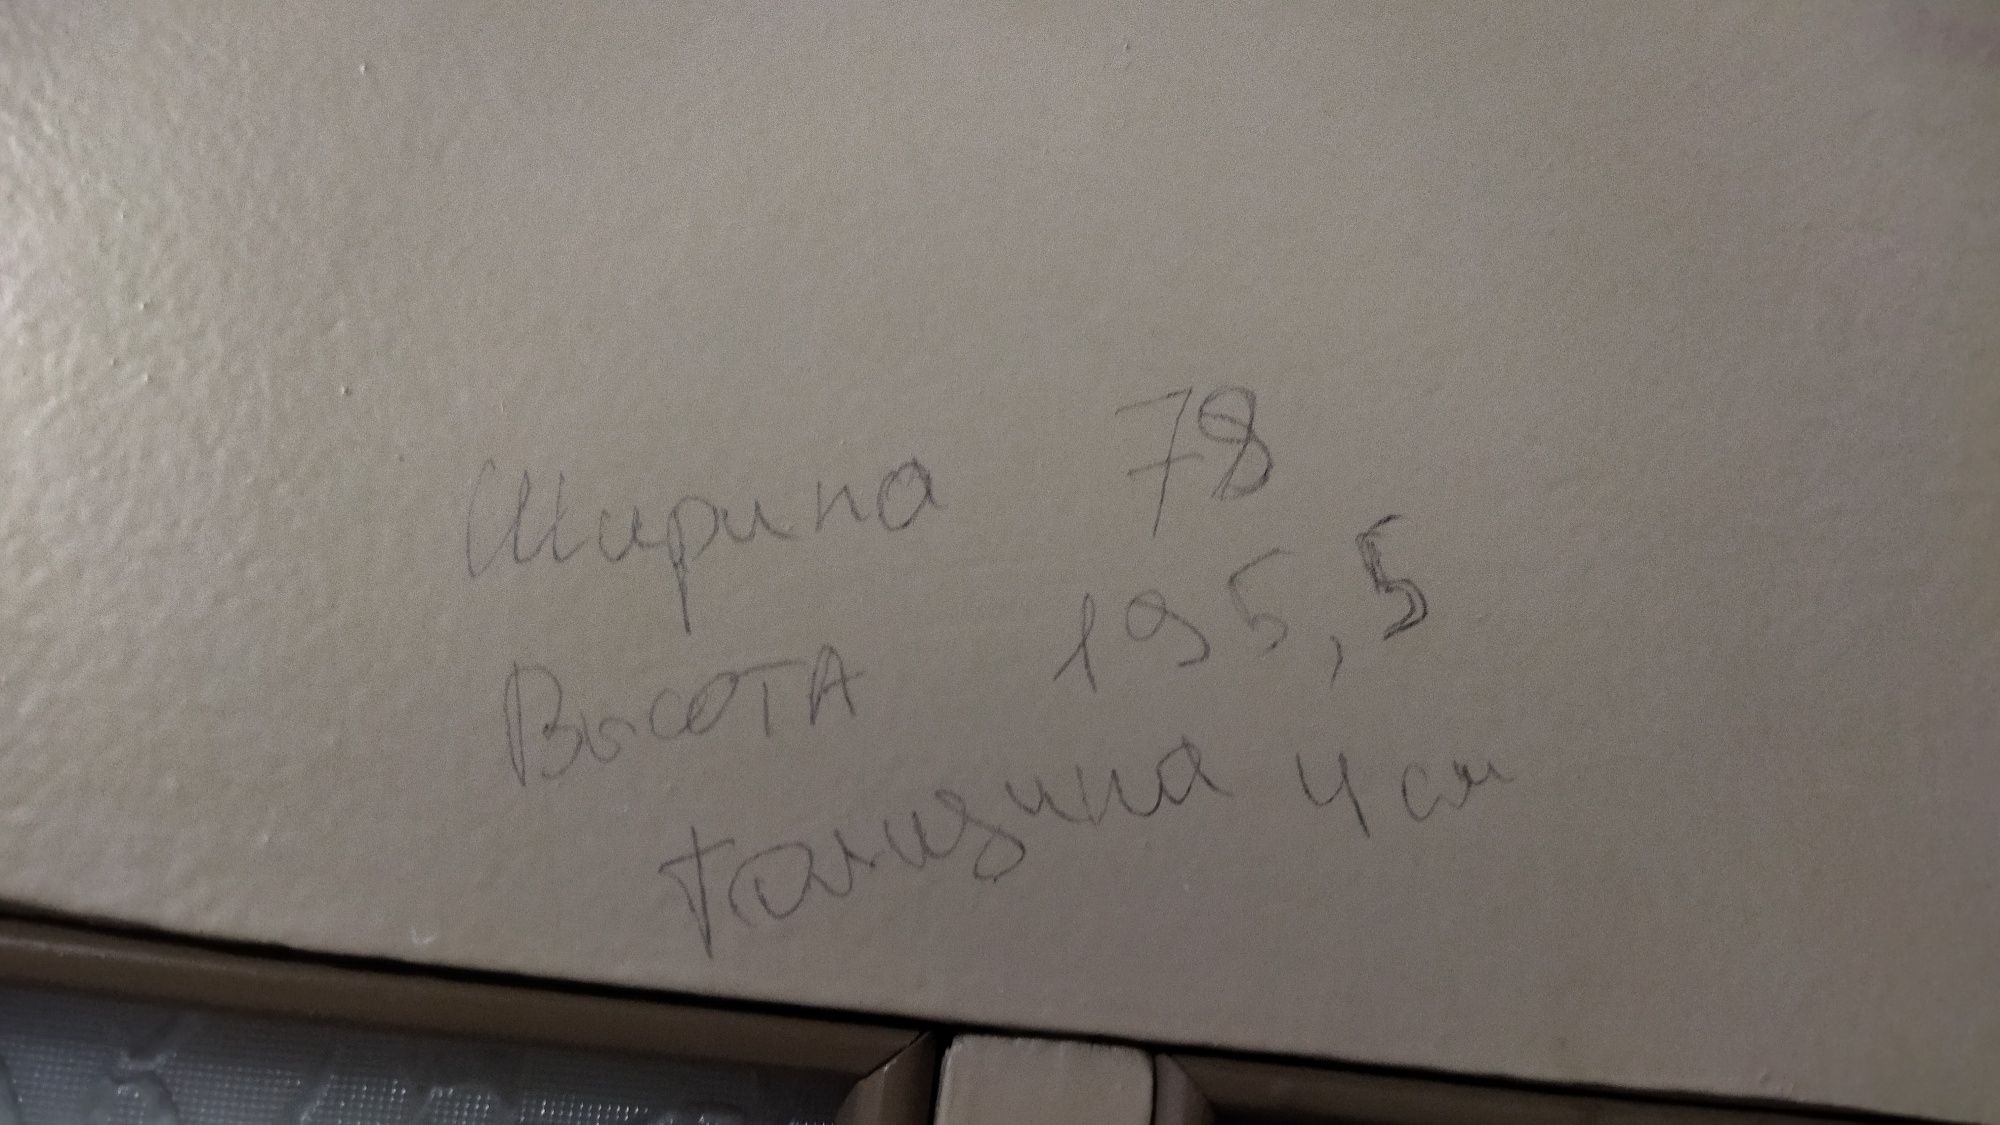 Ширина 78
Высота 195,5
толщина 4 см